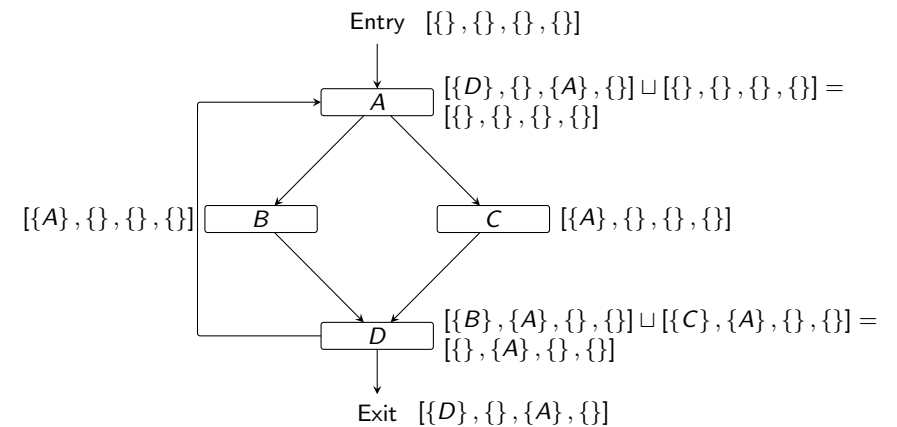 Entry [{} , {} , {} , {}]
A
[{D} , {} , {A} , {}] ⊔ [{} , {} , {} , {}] =
[{} , {} , {} , {}]
[{A} , {} , {} , {}]
B
C
[{A} , {} , {} , {}]
D
[{B} , {A} , {} , {}] ⊔ [{C} , {A} , {} , {}] =
[{} , {A} , {} , {}]
Exit [{D} , {} , {A} , {}]